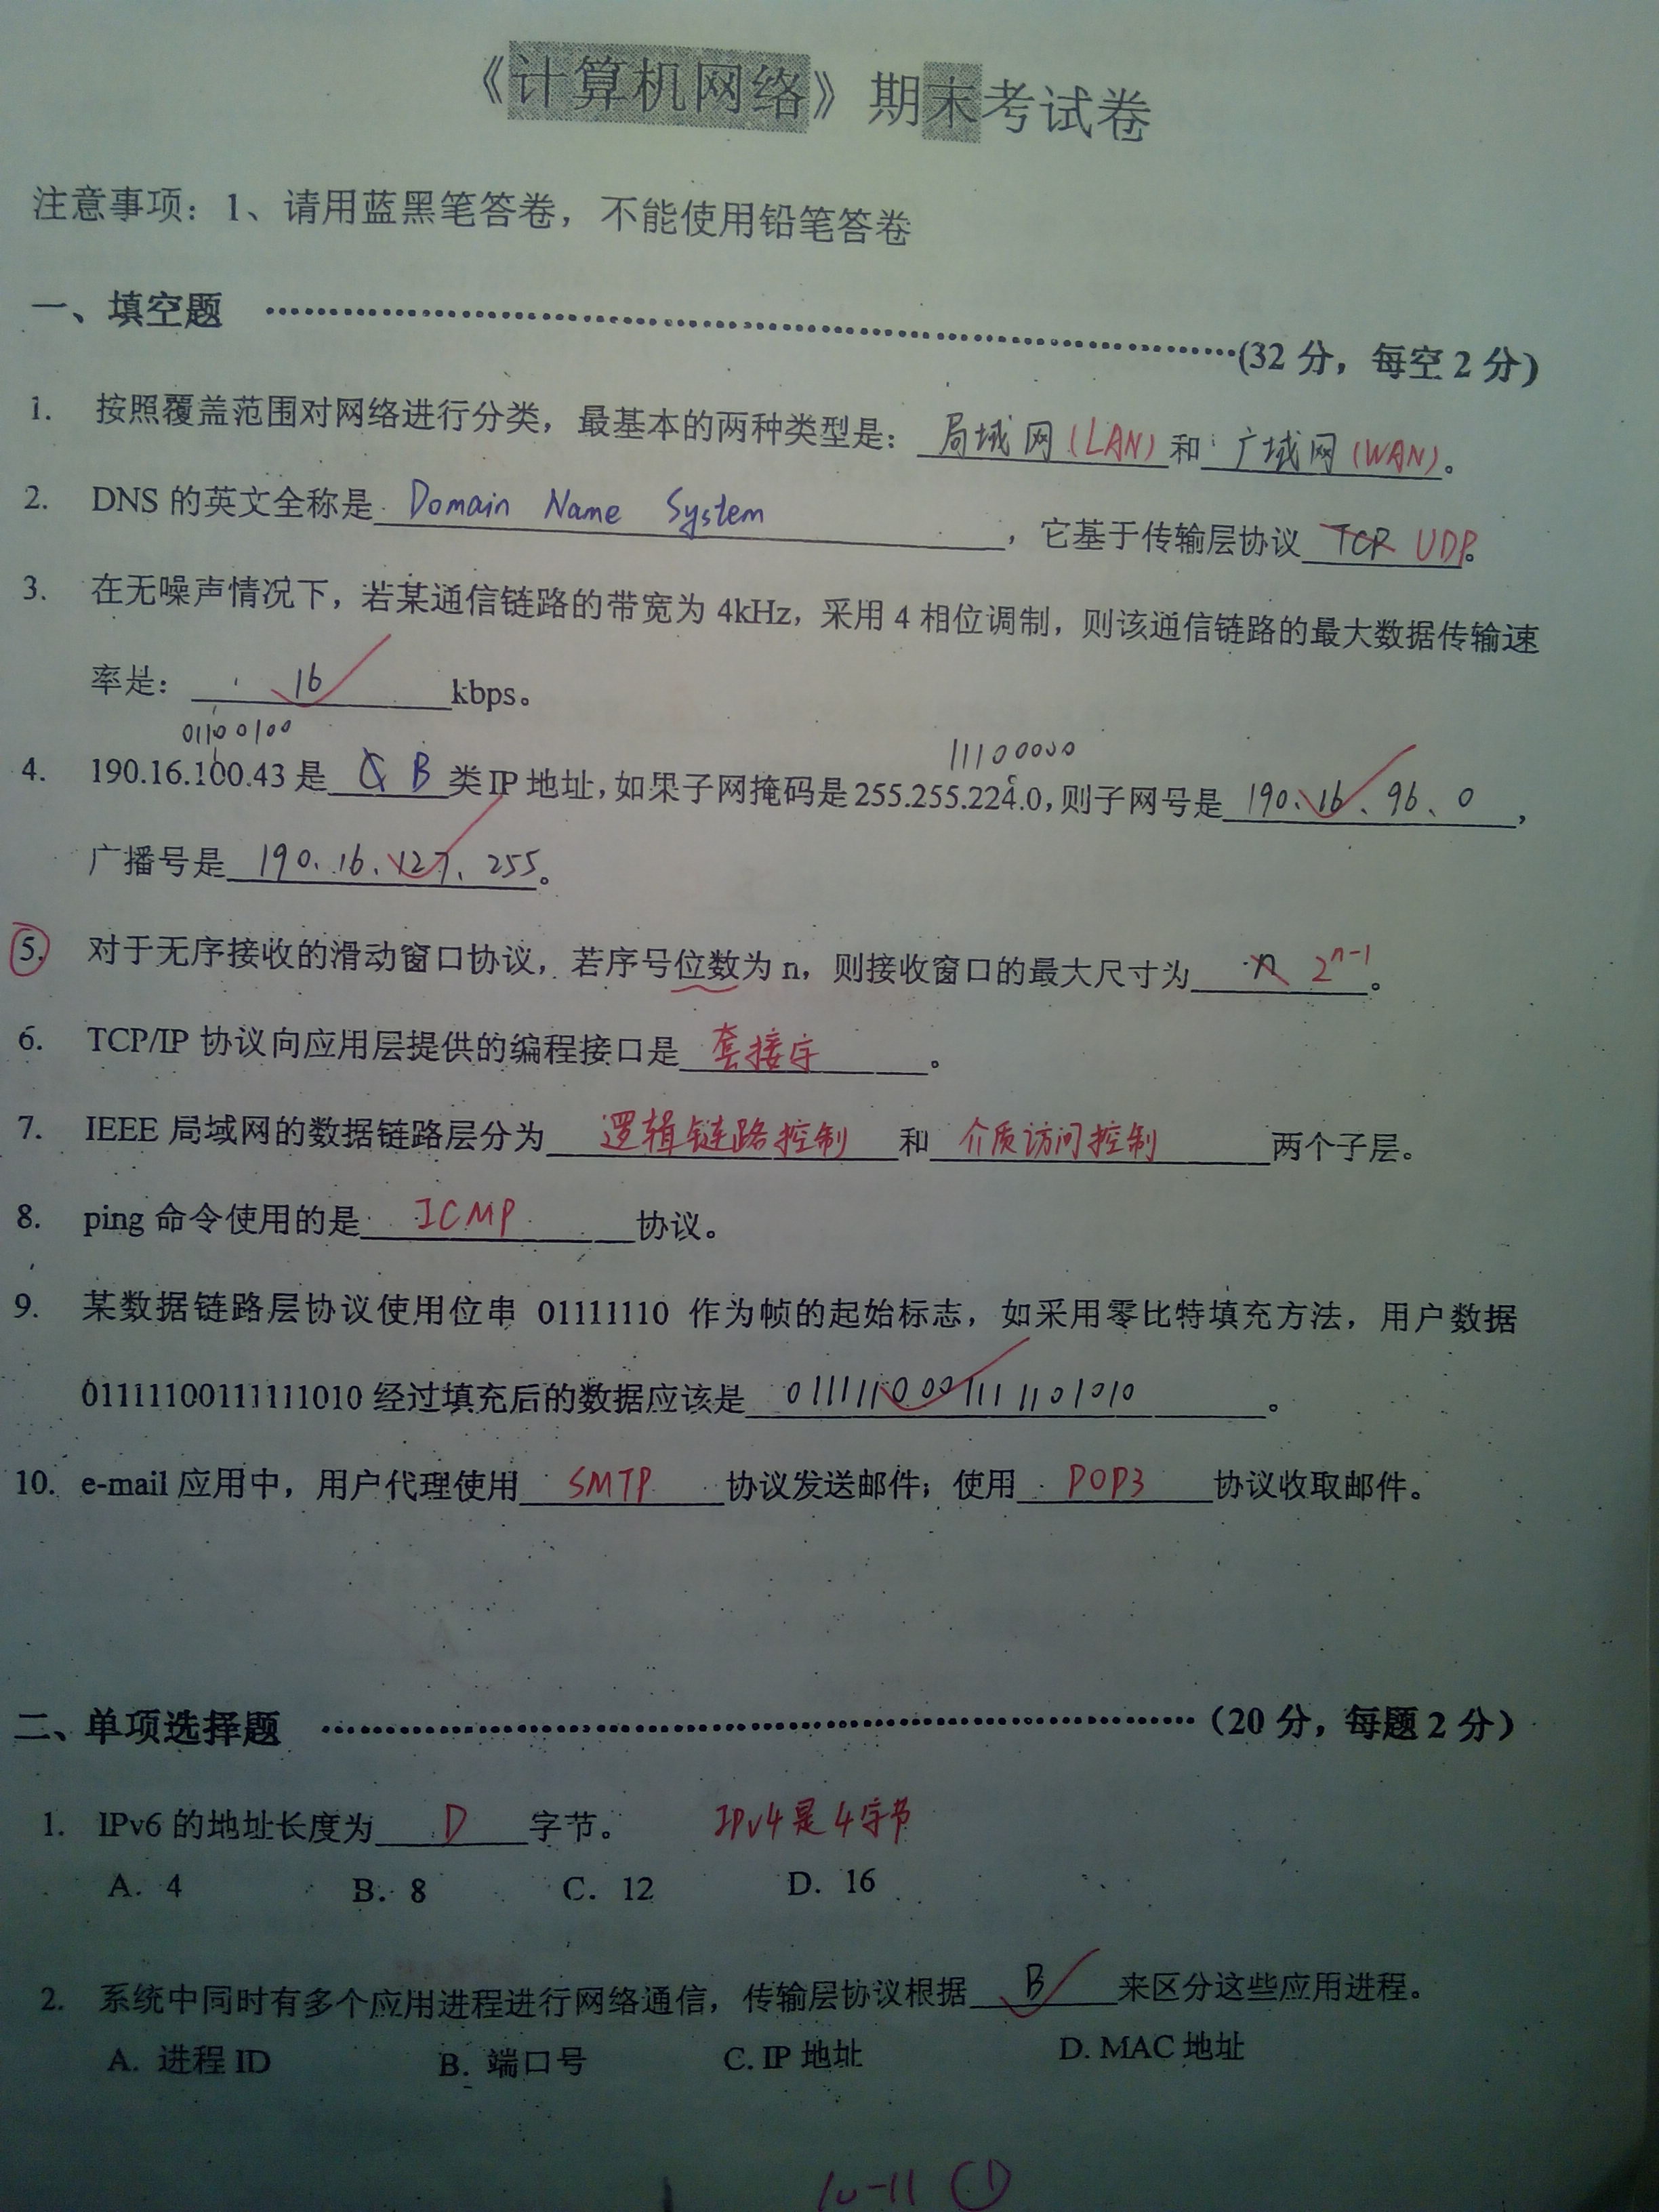 《计算机网络》期末考试卷
注意事项：1、请用蓝黑笔答卷，不能使用铅笔答卷
一、填空题 ………………………………………………(32 分，每空 2 分)
1. 按照覆盖范围对网络进行分类，最基本的两种类型是：局域网(LAN)和广域网(WAN)。
2. DNS 的英文全称是 Domain Name System，它基于传输层协议 TCP UDP。
3. 在无噪声情况下，若某通信链路的带宽为 4kHz，采用 4 相位调制，则该通信链路的最大数据传输速
率是： 16 kbps。
01100100
11100000
4. 190.16.100.43 是 C B 类 IP 地址，如果子网掩码是 255.255.224.0，则子网号是 190.16.96.0，
广播号是 190.16.127.255。
5. 对于无序接收的滑动窗口协议，若序号位数为 n，则接收窗口的最大尺寸为 n 2^{n-1}。
6. TCP/IP 协议向应用层提供的编程接口是 套接字。
7. IEEE 局域网的数据链路层分为 逻辑链路控制 和 介质访问控制 两个子层。
8. ping 命令使用的是 ICMP 协议。
9. 某数据链路层协议使用位串 01111110 作为帧的起始标志，如采用零比特填充方法，用户数据
01111100111111010 经过填充后的数据应该是 0111110001111101010。
10. e-mail 应用中，用户代理使用 SMTP 协议发送邮件；使用 POP3 协议收取邮件。
二、单项选择题 ………………………………………………（20 分，每题 2 分）
1. IPv6 的地址长度为 D 字节。 IPv4是4字节
A. 4 B. 8 C. 12 D. 16
2. 系统中同时有多个应用进程进行网络通信，传输层协议根据 B 来区分这些应用进程。
A. 进程 ID B. 端口号 C. IP 地址 D. MAC 地址
10-11 ①